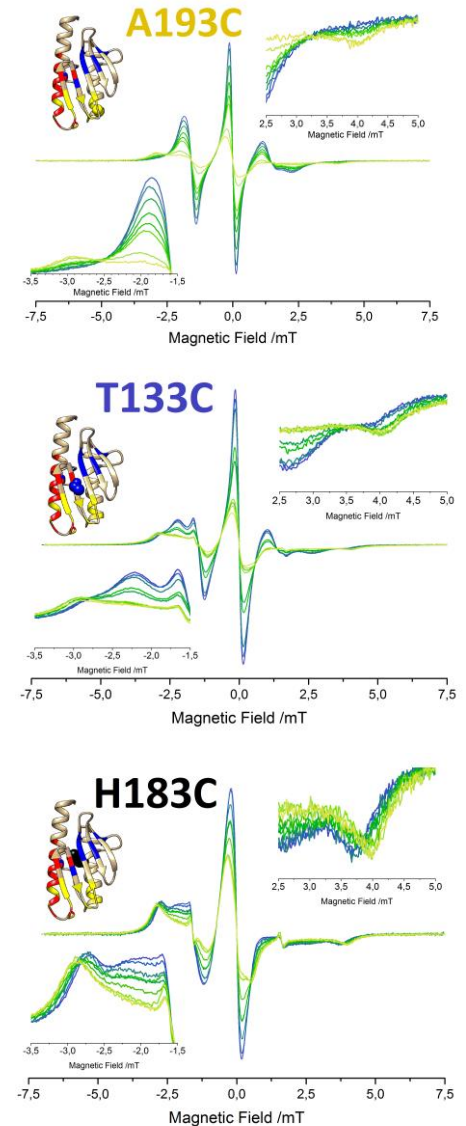 A193C
2,5 3,0 3,5 4,0 4,5 5,0
Magnetic Field /mT
-3,5 -3,0 -2,5 -2,0 -1,5
Magnetic Field /mT
-7,5 -5,0 -2,5 0,0 2,5 5,0 7,5
Magnetic Field /mT
T133C
2,5 3,0 3,5 4,0 4,5 5,0
Magnetic Field /mT
-3,5 -3,0 -2,5 -2,0 -1,5
Magnetic Field /mT
-7,5 -5,0 -2,5 0,0 2,5 5,0 7,5
Magnetic Field /mT
H183C
2,5 3,0 3,5 4,0 4,5 5,0
Magnetic Field /mT
-3,5 -3,0 -2,5 -2,0 -1,5
Magnetic Field /mT
-7,5 -5,0 -2,5 0,0 2,5 5,0 7,5
Magnetic Field /mT